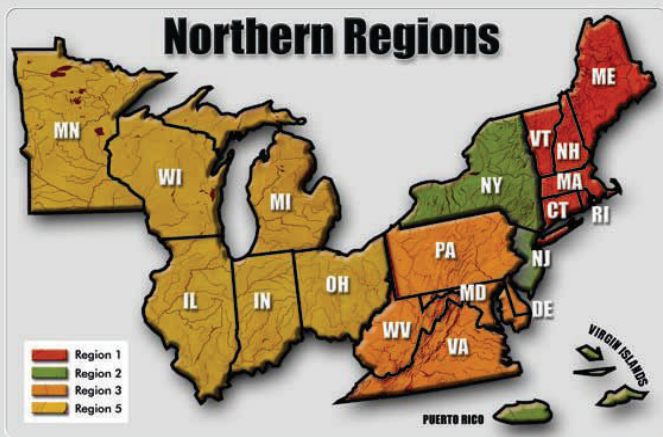 Northern Regions
ME
MN
VT
NH
WI
MA
NY
MI
CT
RI
PA
NJ
OH
IL
IN
MD
DE
WV
VA
Region 1
Region 2
Region 3
Region 5
VIRGIN ISLANDS
PUERTO RICO